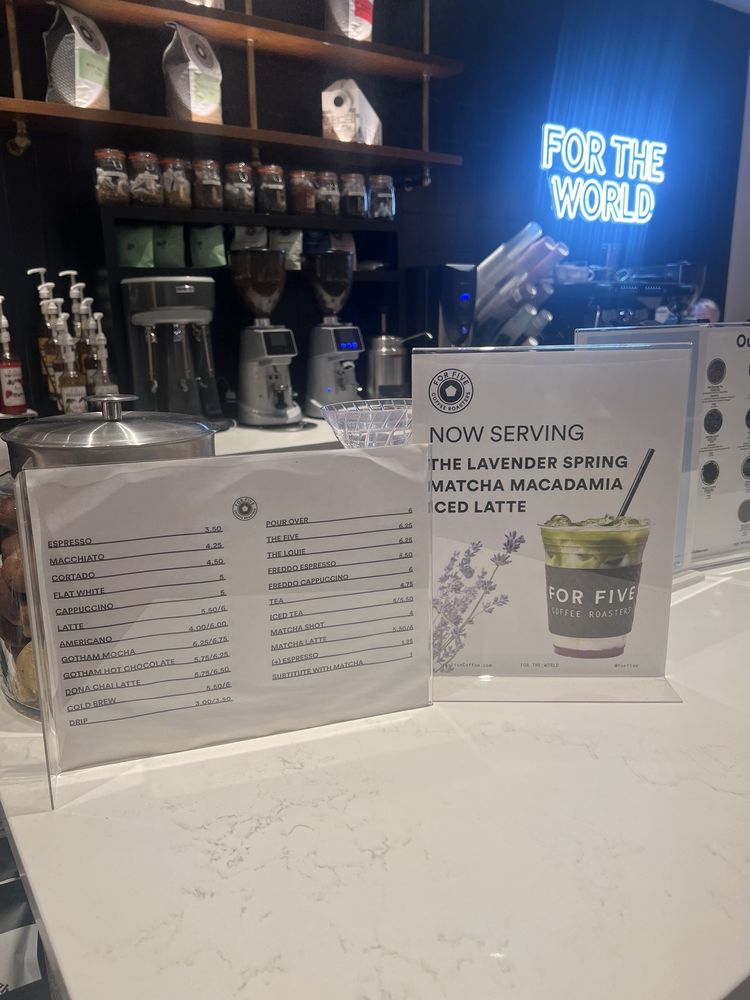 FOR THE
WORLD
FOR FIVE
COFFEE ROASTERS
NOW SERVING
THE LAVENDER SPRING
MATCHA MACADAMIA
ICED LATTE
FOR FIVE
COFFEE ROASTERS
FOR THE WORLD
@forfive
ESPRESSO 3.50
MACCHIATO 4.25
CORTADO 4.50
FLAT WHITE 5
CAPPUCCINO 5
LATTE 5.50/6
AMERICANO 4.00/5.00
GOTHAM MOCHA 6.25/6.75
GOTHAM HOT CHOCOLATE 5.75/6.25
DONA CHAI LATTE 5.75/6.50
COLD BREW 5.50/6
DRIP 3.00/3.50
POUR OVER 6
THE FIVE 6.25
THE LOUIE 6.25
FREDDO ESPRESSO 5.50
FREDDO CAPPUCCINO 6
TEA 4.75
ICED TEA 5/5.50
MATCHA SHOT 4
MATCHA LATTE 5.50/6
(+) ESPRESSO 1.25
SUBTITUTE WITH MATCHA 1